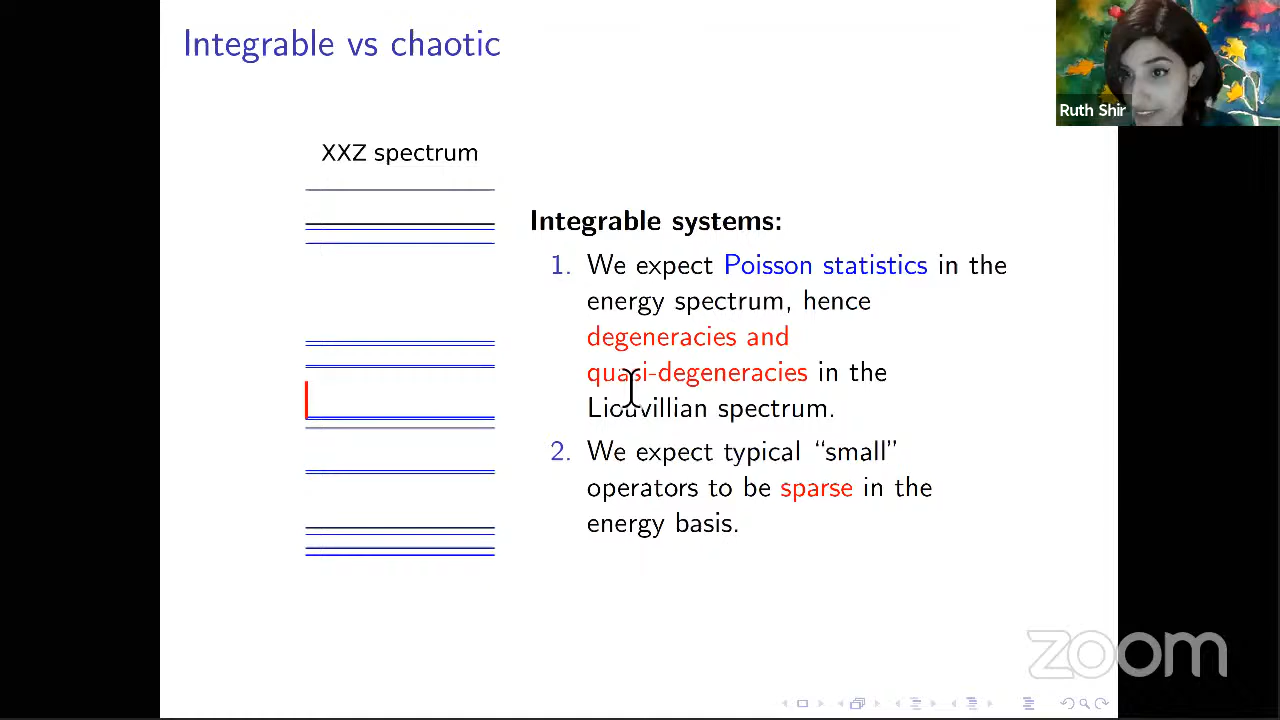 Integrable vs chaotic
Ruth Shir
XXZ spectrum
Integrable systems:
1. We expect Poisson statistics in the
energy spectrum, hence
degeneracies and
quasi-degeneracies in the
Liouvillian spectrum.
2. We expect typical “small”
operators to be sparse in the
energy basis.
zoom